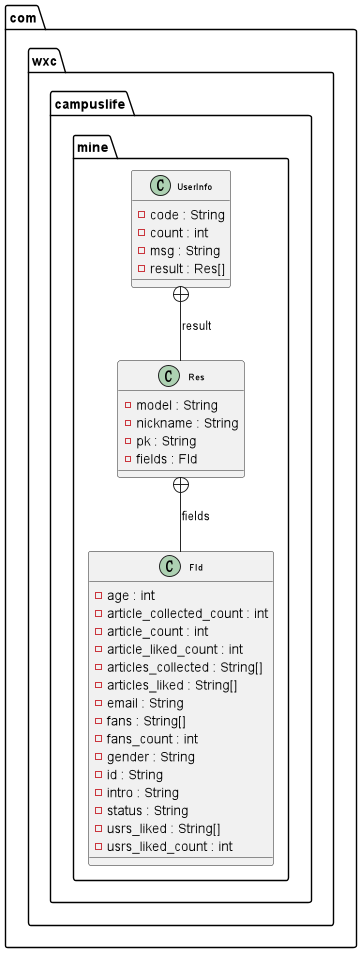 com
wxc
campuslife
mine
C UserInfo
code : String
count : int
msg : String
result : Res[]
result
C Res
model : String
nickname : String
pk : String
fields : Fld
fields
C Fld
age : int
article_collected_count : int
article_count : int
article_liked_count : int
articles_collected : String[]
articles_liked : String[]
email : String
fans : String[]
fans_count : int
gender : String
id : String
intro : String
status : String
usrs_liked : String[]
usrs_liked_count : int